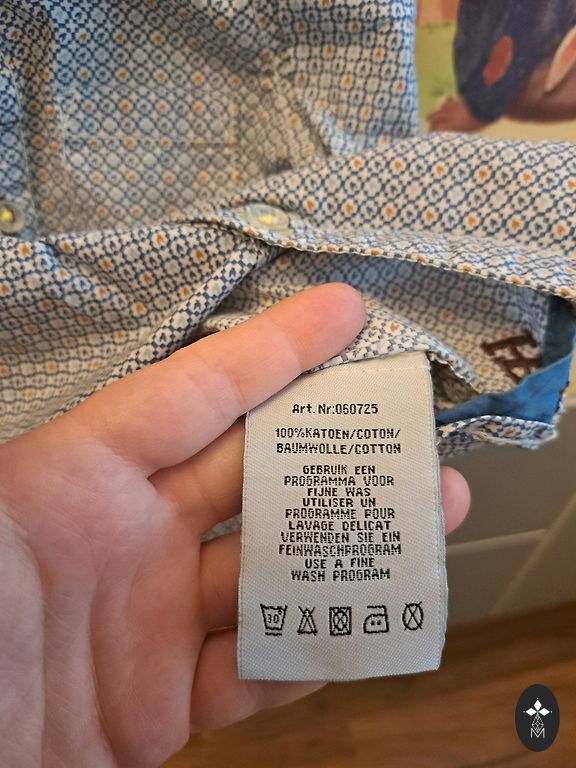 Art. Nr:060725
100%KATOEN/COTON/
BAUMWOLLE/COTTON
GEBRUIK EEN
PROGRAMMA VOOR
FIJNE WAS
UTILISER UN
PROGRAMME POUR
LAVAGE DELICAT
VERWENDEN SIE EIN
FEINWASCHPROGRAM
USE A FINE
WASH PROGRAM
30°